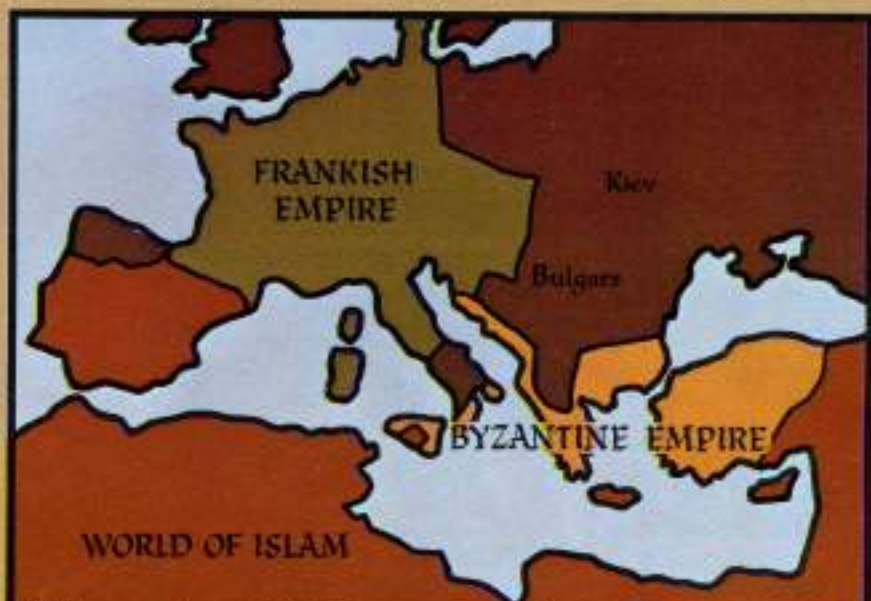 FRANKISH
EMPIRE
Kiev
Bulgars
BYZANTINE EMPIRE
WORLD OF ISLAM